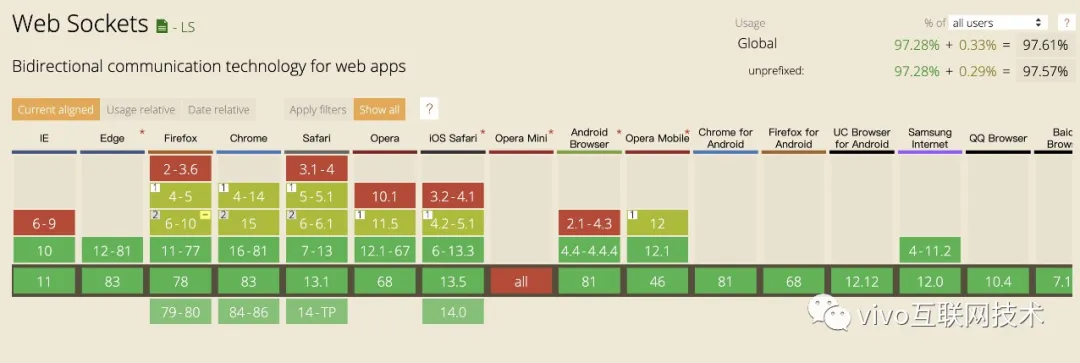 Web Sockets - LS
Usage % of all users ?
Global 97.28% + 0.33% = 97.61%
unprefixed: 97.28% + 0.29% = 97.57%
Bidirectional communication technology for web apps
Current aligned Usage relative Date relative Apply filters Show all ?
IE Edge * Firefox Chrome Safari Opera iOS Safari * Opera Mini * Android Browser * Opera Mobile * Chrome for Android Firefox for Android UC Browser for Android Samsung Internet QQ Browser Baid Brows
2-3.6 3.1-4
1 4-5 1 4-14 1 5-5.1 10.1 3.2-4.1
6-9 2 6-10 2 15 2 6-6.1 1 11.5 1 4.2-5.1 2.1-4.3 1 12
10 12-81 11-77 16-81 7-13 12.1-67 6-13.3 4.4-4.4.4 12.1 4-11.2
11 83 78 83 13.1 68 13.5 all 81 46 81 68 12.12 12.0 10.4 7.1
79-80 84-86 14-TP 14.0
vivo互联网技术